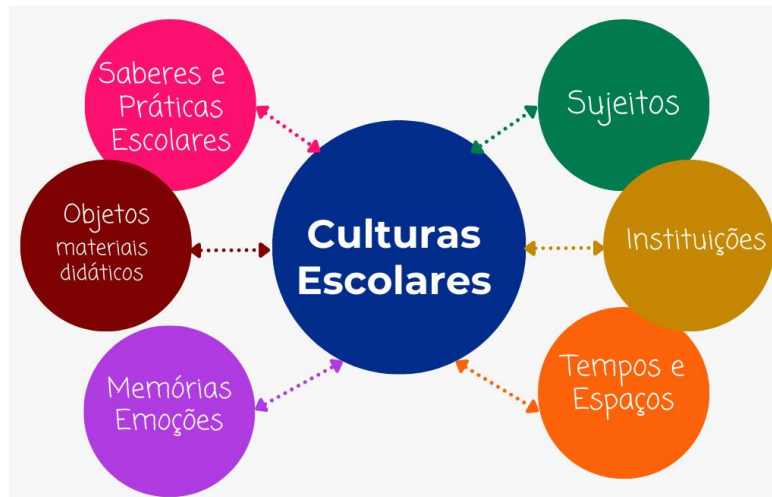 Saberes e
Práticas
Escolares
Objetos
materiais
didáticos
Memórias
Emoções
Culturas
Escolares
Sujeitos
Instituições
Tempos e
Espaços